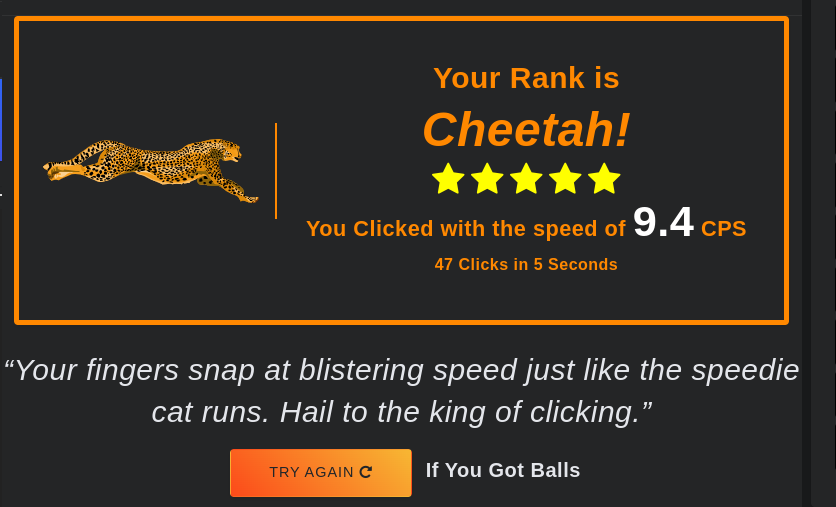 Your Rank is
Cheetah!
You Clicked with the speed of 9.4 CPS
47 Clicks in 5 Seconds
“Your fingers snap at blistering speed just like the speedie
cat runs. Hail to the king of clicking.”
TRY AGAIN If You Got Balls